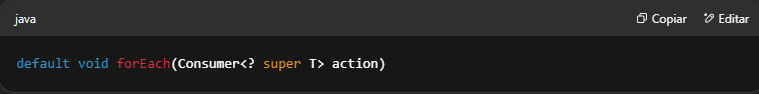 java Copiar Editar
default void forEach(Consumer<? super T> action)